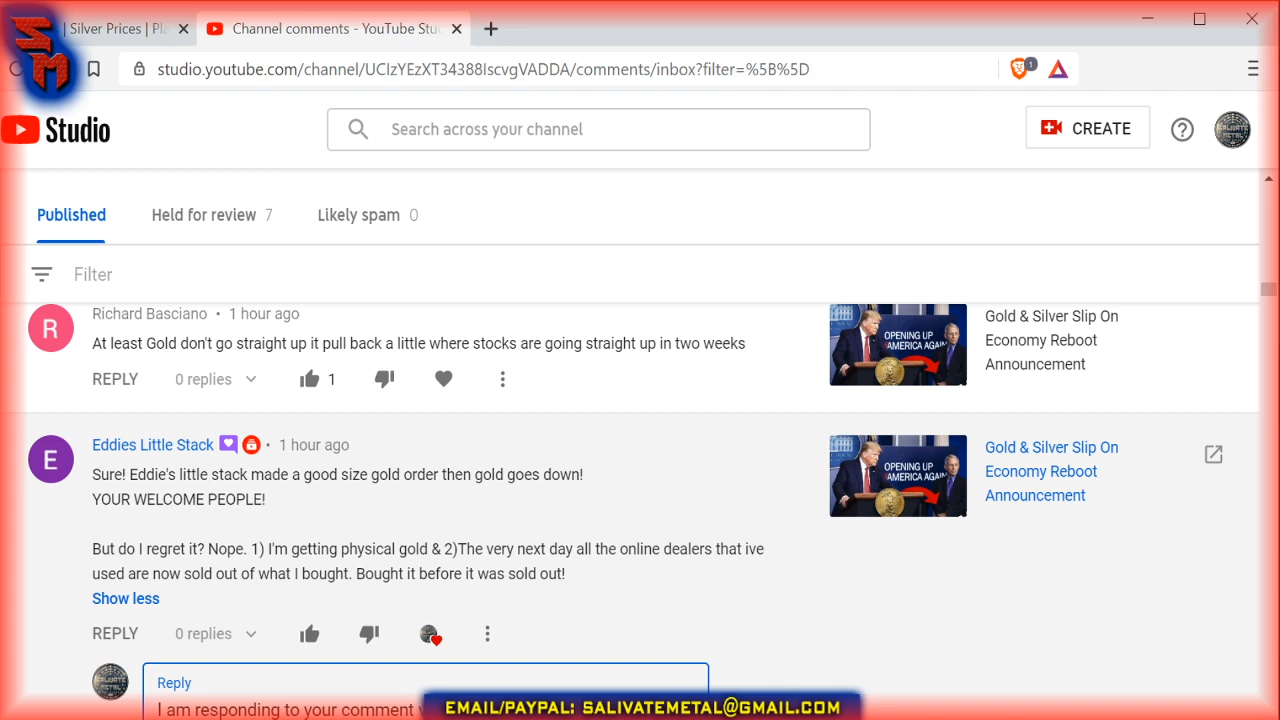 SM
| Silver Prices | Pla
Channel comments - YouTube Stu
studio.youtube.com/channel/UCIzYEzXT34388IscvgVADDA/comments/inbox?filter=%5B%5D
1
Studio
Search across your channel
CREATE
SALIVATE METAL
Published
Held for review 7
Likely spam 0
Filter
R
Richard Basciano • 1 hour ago
At least Gold don't go straight up it pull back a little where stocks are going straight up in two weeks
REPLY
0 replies
1
OPENING UP
AMERICA AGAIN
Gold & Silver Slip On
Economy Reboot
Announcement
E
Eddies Little Stack • 1 hour ago
Sure! Eddie's little stack made a good size gold order then gold goes down!
YOUR WELCOME PEOPLE!
But do I regret it? Nope. 1) I'm getting physical gold & 2)The very next day all the online dealers that ive
used are now sold out of what I bought. Bought it before it was sold out!
Show less
REPLY
0 replies
OPENING UP
AMERICA AGAIN
Gold & Silver Slip On
Economy Reboot
Announcement
SALIVATE METAL
Reply
I am responding to your comment
EMAIL/PAYPAL: SALIVATEMETAL@GMAIL.COM